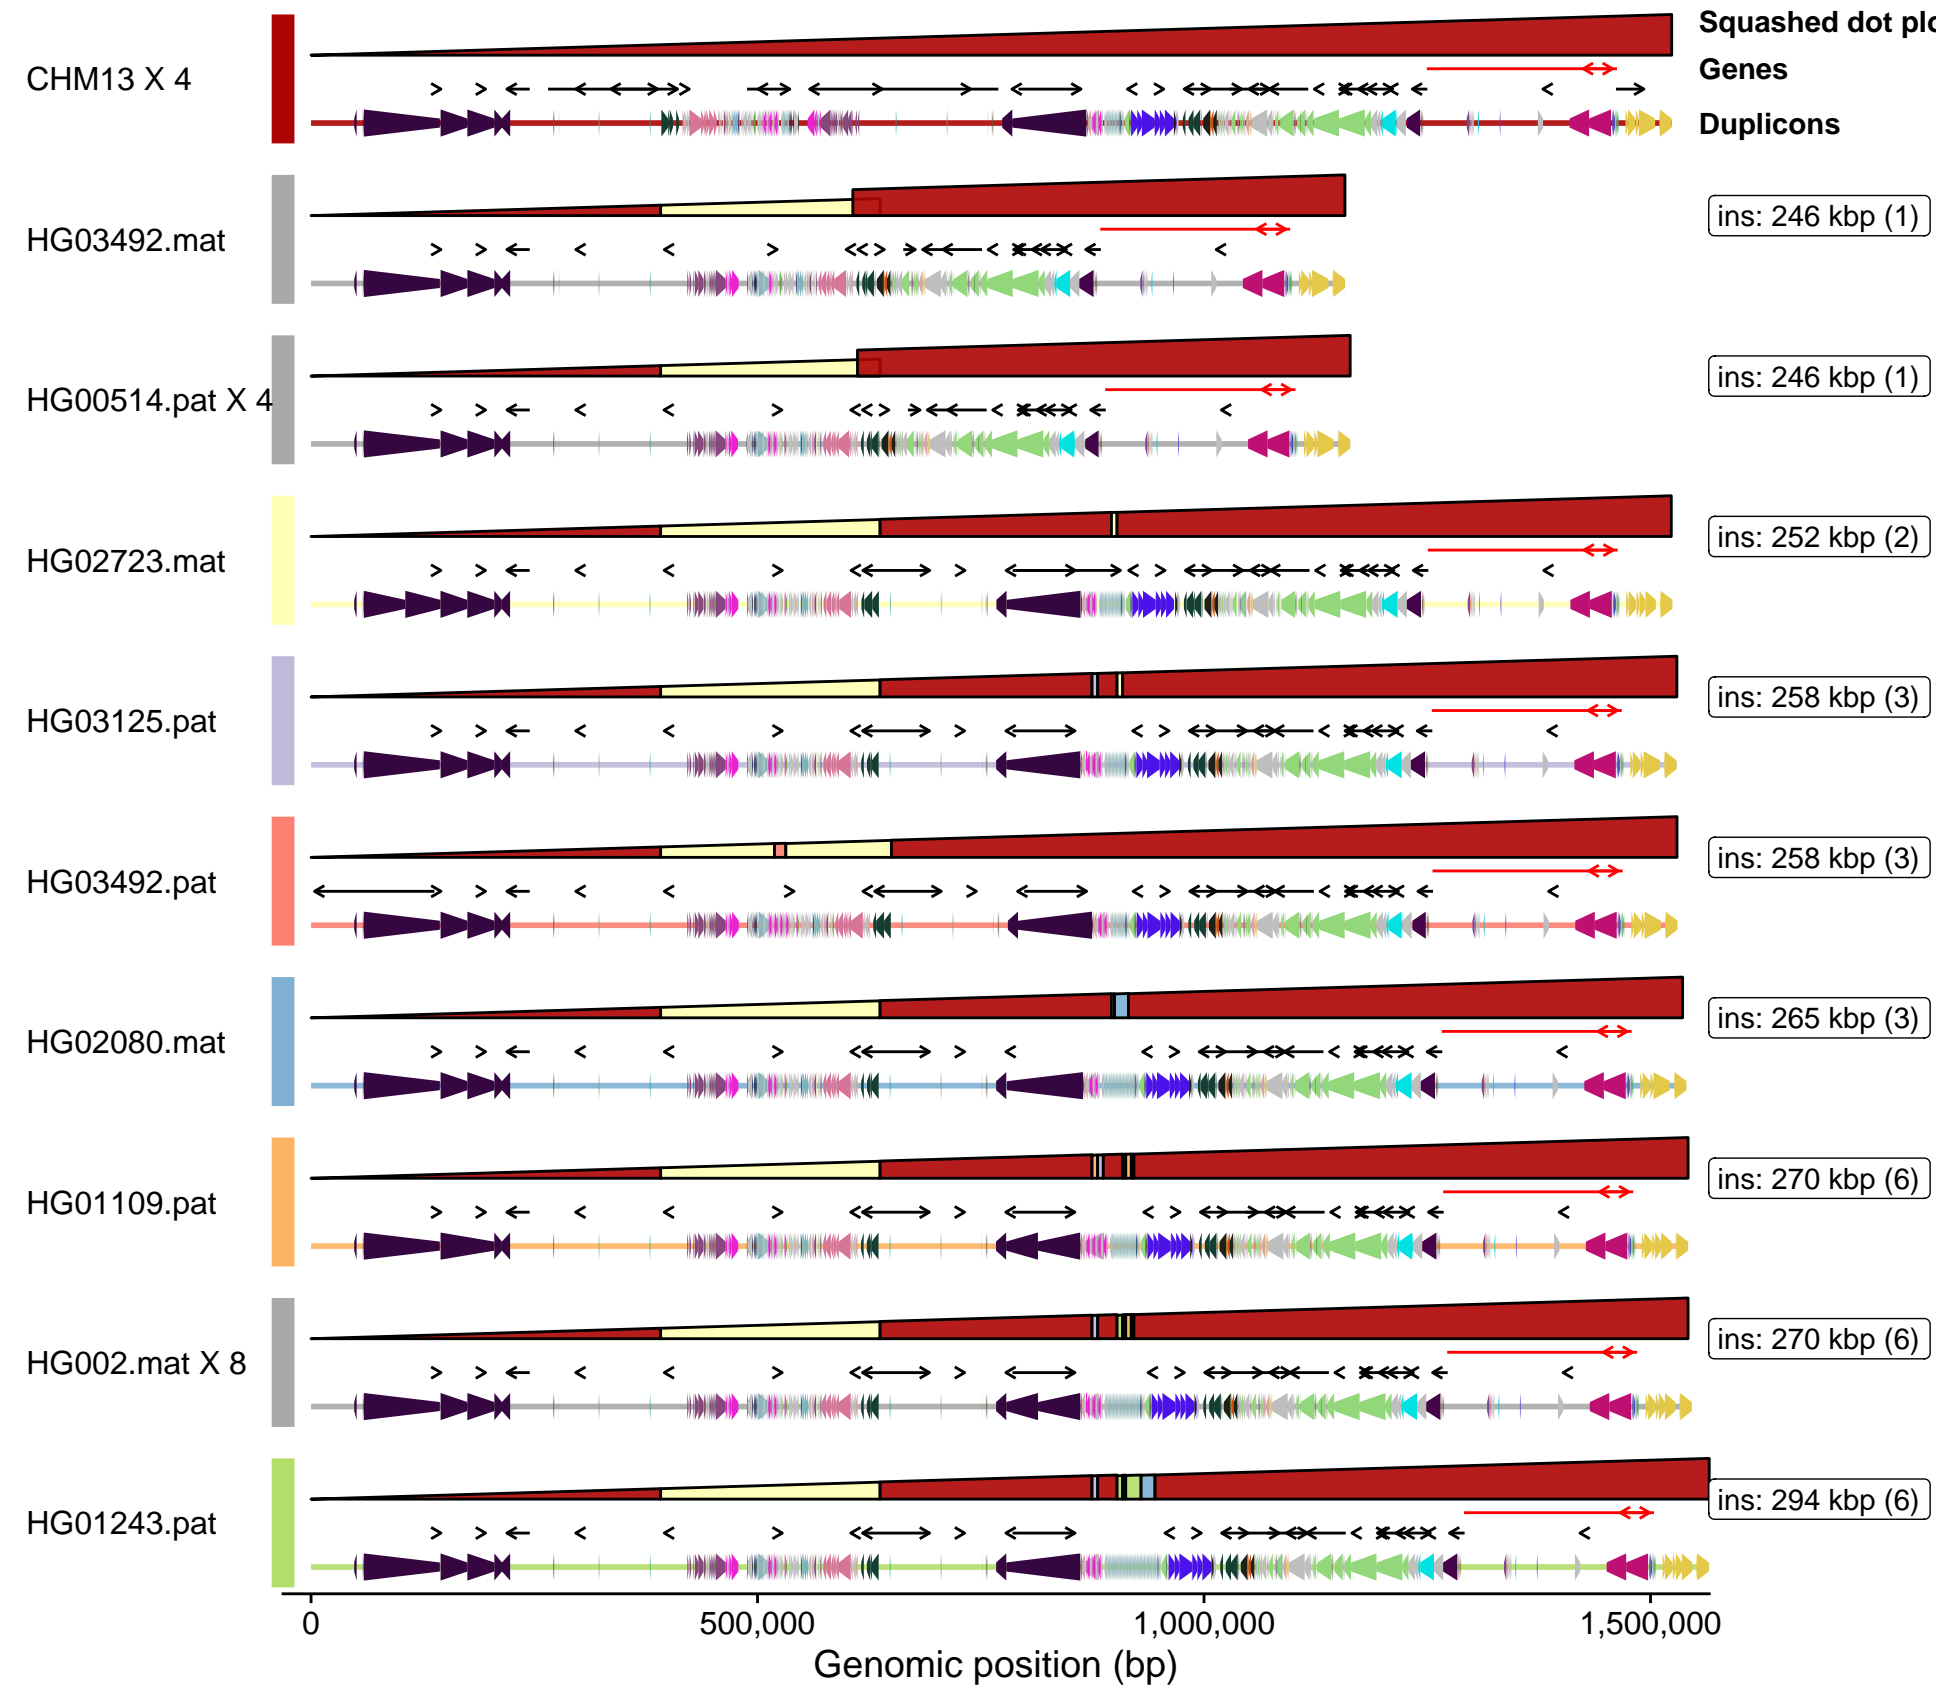 Squashed dot plo
CHM13 X 4
Genes
Duplicons
HG03492.mat
ins: 246 kbp (1)
HG00514.pat X 4
ins: 246 kbp (1)
HG02723.mat
ins: 252 kbp (2)
HG03125.pat
ins: 258 kbp (3)
HG03492.pat
ins: 258 kbp (3)
HG02080.mat
ins: 265 kbp (3)
HG01109.pat
ins: 270 kbp (6)
HG002.mat X 8
ins: 270 kbp (6)
HG01243.pat
ins: 294 kbp (6)
0 500,000 1,000,000 1,500,000
Genomic position (bp)